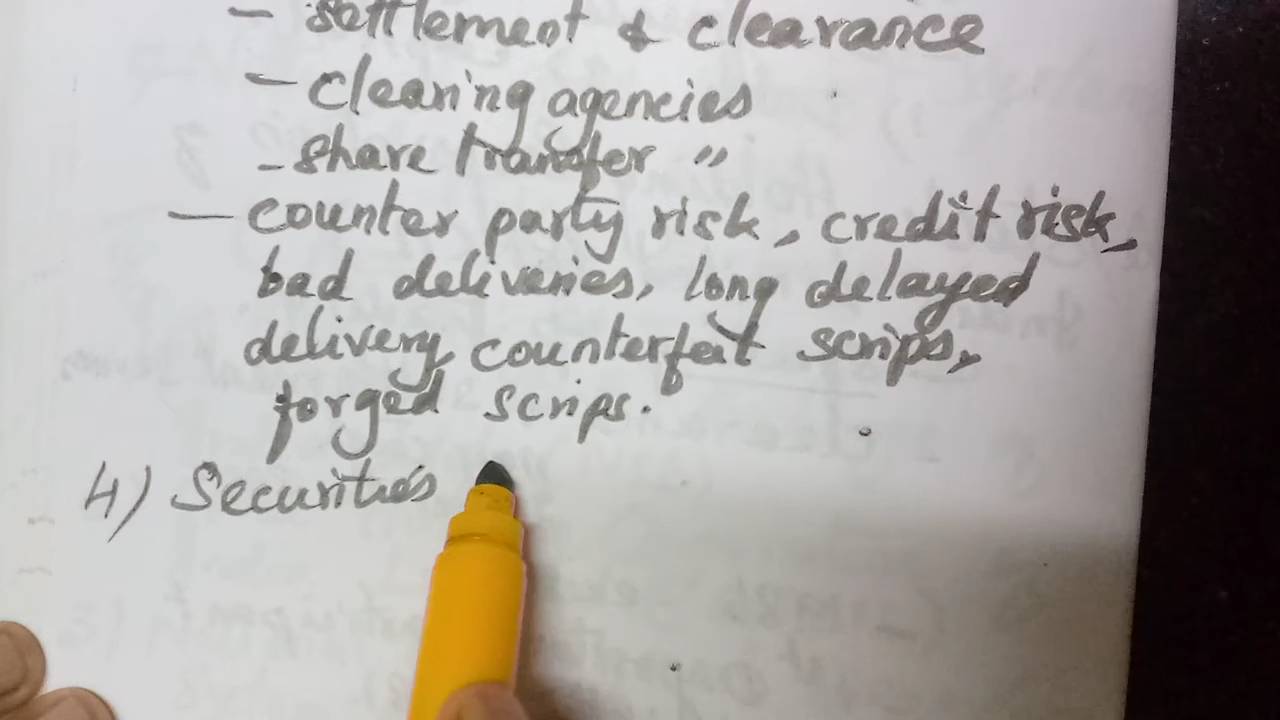 - settlement & clearance
- clearing agencies
- share transfer "
- counter party risk, credit risk,
bad deliveries, long delayed
delivery, counterfeit scrips,
forged scrips.
4) Securities